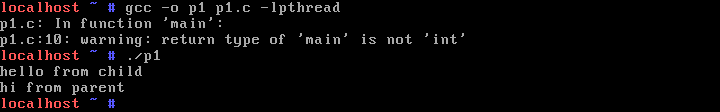 localhost ~ # gcc -o p1 p1.c -lpthread
p1.c: In function 'main':
p1.c:10: warning: return type of 'main' is not 'int'
localhost ~ # ./p1
hello from child
hi from parent
localhost ~ #